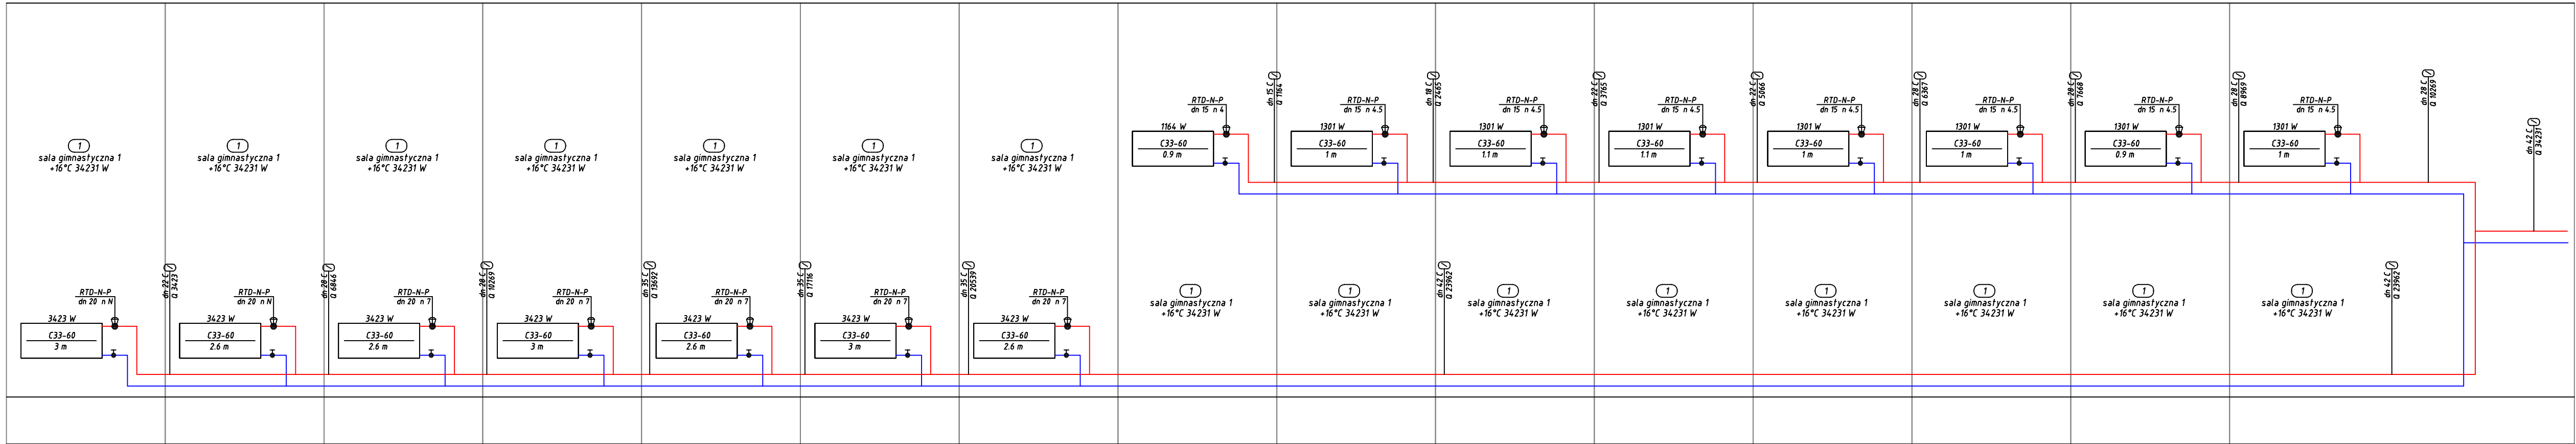 1
sala gimnastyczna 1
+16°C 34231 W
1
sala gimnastyczna 1
+16°C 34231 W
1
sala gimnastyczna 1
+16°C 34231 W
1
sala gimnastyczna 1
+16°C 34231 W
1
sala gimnastyczna 1
+16°C 34231 W
1
sala gimnastyczna 1
+16°C 34231 W
1
sala gimnastyczna 1
+16°C 34231 W
RTD-N-P
dn 15 n 4
1164 W
C33-60
0.9 m
dn 15 C
Q 1164
RTD-N-P
dn 15 n 4.5
1301 W
C33-60
1 m
dn 18 C
Q 2465
RTD-N-P
dn 15 n 4.5
1301 W
C33-60
1.1 m
dn 22 C
Q 3765
RTD-N-P
dn 15 n 4.5
1301 W
C33-60
1.1 m
dn 22 C
Q 5066
RTD-N-P
dn 15 n 4.5
1301 W
C33-60
1 m
dn 28 C
Q 6367
RTD-N-P
dn 15 n 4.5
1301 W
C33-60
1 m
dn 28 C
Q 7668
RTD-N-P
dn 15 n 4.5
1301 W
C33-60
0.9 m
dn 28 C
Q 8969
RTD-N-P
dn 15 n 4.5
1301 W
C33-60
1 m
dn 28 C
Q 10269
dn 42 C
Q 34231
RTD-N-P
dn 20 n N
3423 W
C33-60
3 m
dn 22 C
Q 3423
RTD-N-P
dn 20 n N
3423 W
C33-60
2.6 m
dn 28 C
Q 6846
RTD-N-P
dn 20 n 7
3423 W
C33-60
2.6 m
dn 28 C
Q 10269
RTD-N-P
dn 20 n 7
3423 W
C33-60
3 m
dn 35 C
Q 13692
RTD-N-P
dn 20 n 7
3423 W
C33-60
2.6 m
dn 35 C
Q 17116
RTD-N-P
dn 20 n 7
3423 W
C33-60
3 m
dn 35 C
Q 20539
RTD-N-P
dn 20 n 7
3423 W
C33-60
2.6 m
1
sala gimnastyczna 1
+16°C 34231 W
1
sala gimnastyczna 1
+16°C 34231 W
dn 42 C
Q 23962
1
sala gimnastyczna 1
+16°C 34231 W
1
sala gimnastyczna 1
+16°C 34231 W
1
sala gimnastyczna 1
+16°C 34231 W
1
sala gimnastyczna 1
+16°C 34231 W
1
sala gimnastyczna 1
+16°C 34231 W
1
sala gimnastyczna 1
+16°C 34231 W
dn 42 C
Q 23962